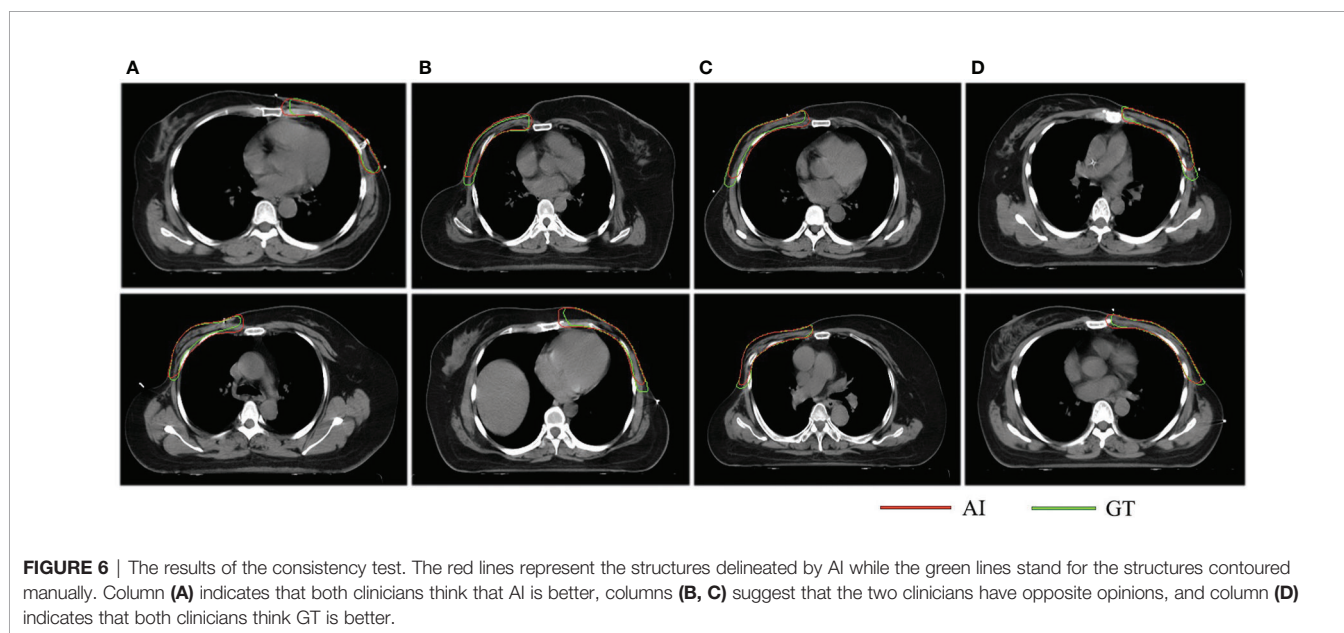 A B C D
AI GT
FIGURE 6 | The results of the consistency test. The red lines represent the structures delineated by AI while the green lines stand for the structures contoured
manually. Column (A) indicates that both clinicians think that AI is better, columns (B, C) suggest that the two clinicians have opposite opinions, and column (D)
indicates that both clinicians think GT is better.